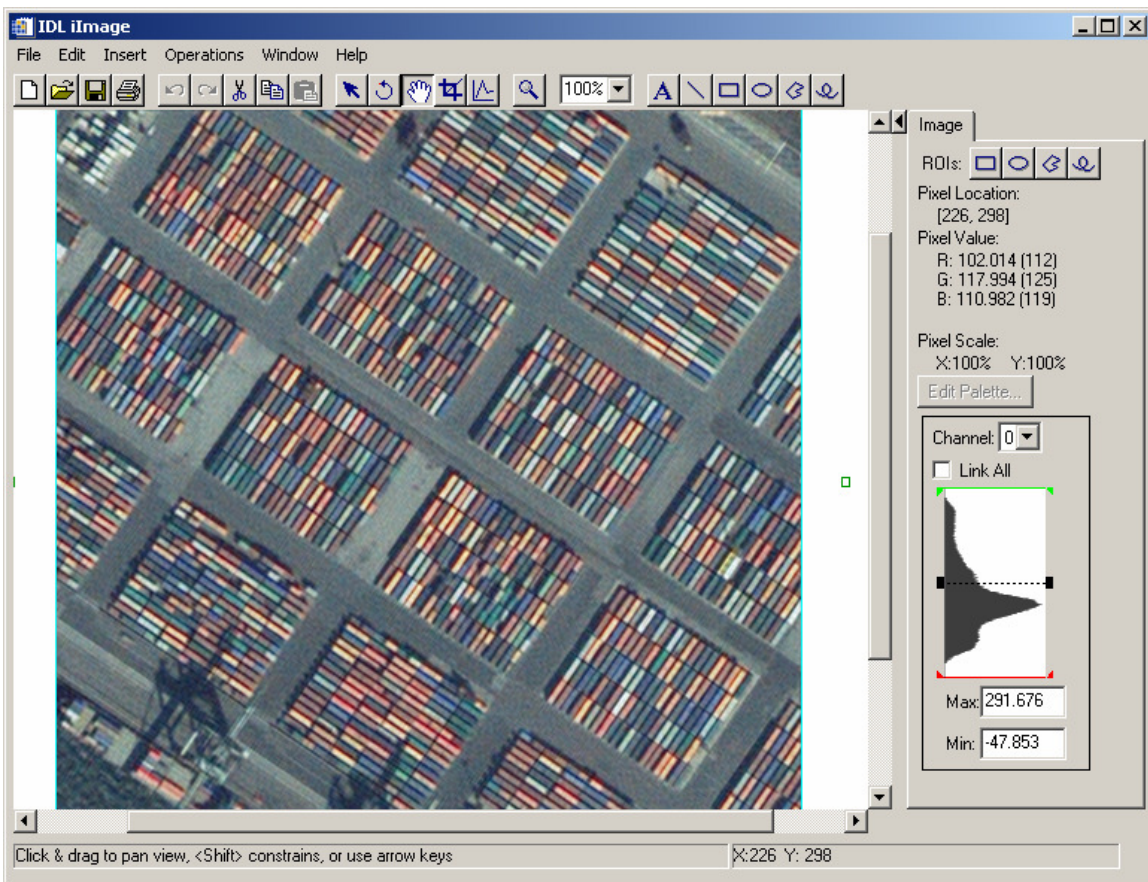 IDL iImage
File Edit Insert Operations Window Help
100%
A
Image
ROIs:
Pixel Location:
[226, 298]
Pixel Value:
R: 102.014 (112)
G: 117.994 (125)
B: 110.982 (119)
Pixel Scale:
X:100% Y:100%
Edit Palette...
Channel: 0
Link All
Max: 291.676
Min: -47.853
Click & drag to pan view, <Shift> constrains, or use arrow keys
X:226 Y: 298